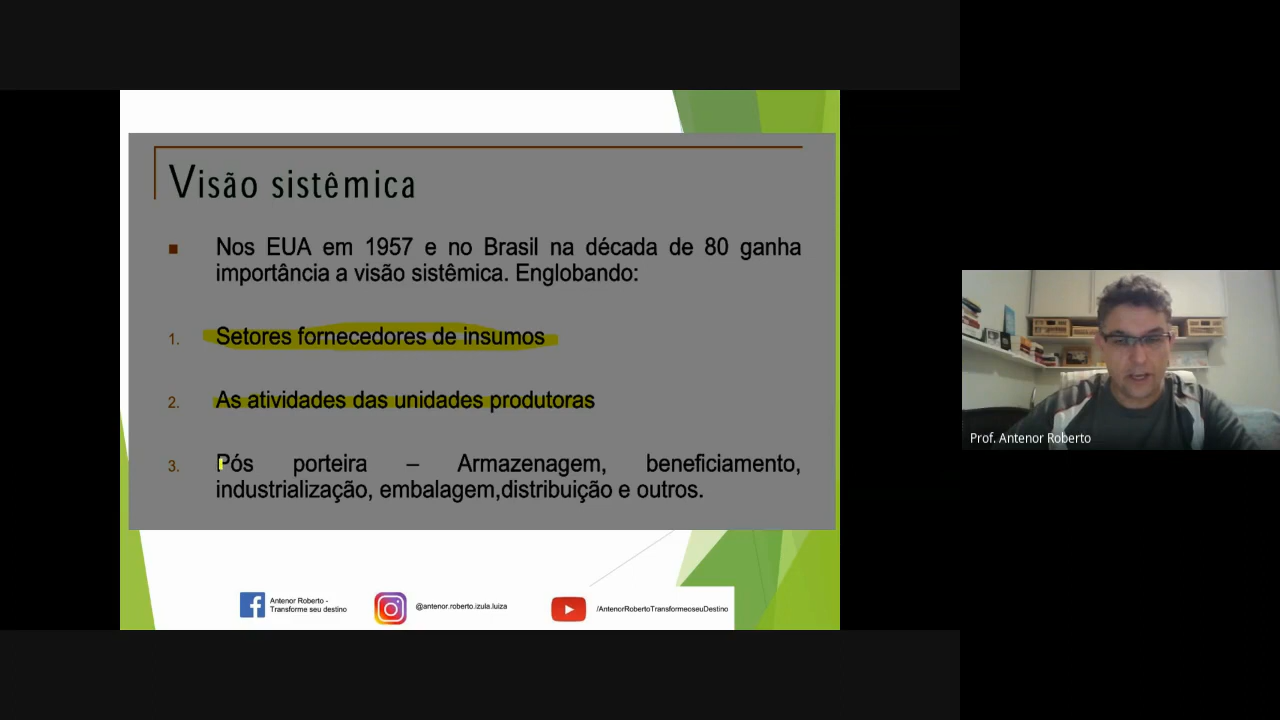 Visão sistêmica
Nos EUA em 1957 e no Brasil na década de 80 ganha
importância a visão sistêmica. Englobando:
1. Setores fornecedores de insumos
2. As atividades das unidades produtoras
3. Pós porteira – Armazenagem, beneficiamento,
industrialização, embalagem,distribuição e outros.
Antenor Roberto -
Transforme seu destino
@antenor.roberto.izula.luiza
/AntenorRobertoTransformeoseuDestino
Prof. Antenor Roberto